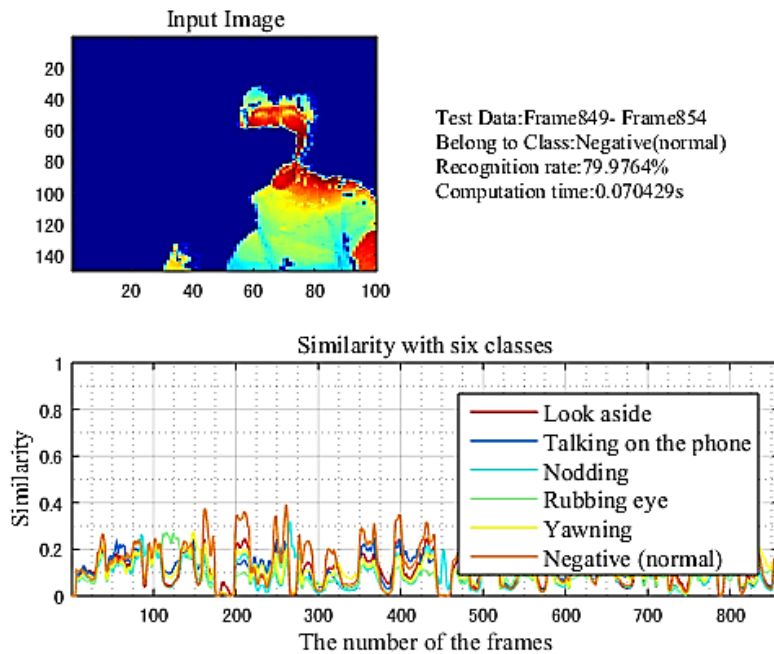 Input Image
20
40
60
80
100
120
140
20 40 60 80 100
Test Data:Frame849- Frame854
Belong to Class:Negative(normal)
Recognition rate:79.9764%
Computation time:0.070429s
Similarity with six classes
1
0.8
0.6
0.4
0.2
0
Similarity
Look aside
Talking on the phone
Nodding
Rubbing eye
Yawning
Negative (normal)
100 200 300 400 500 600 700 800
The number of the frames